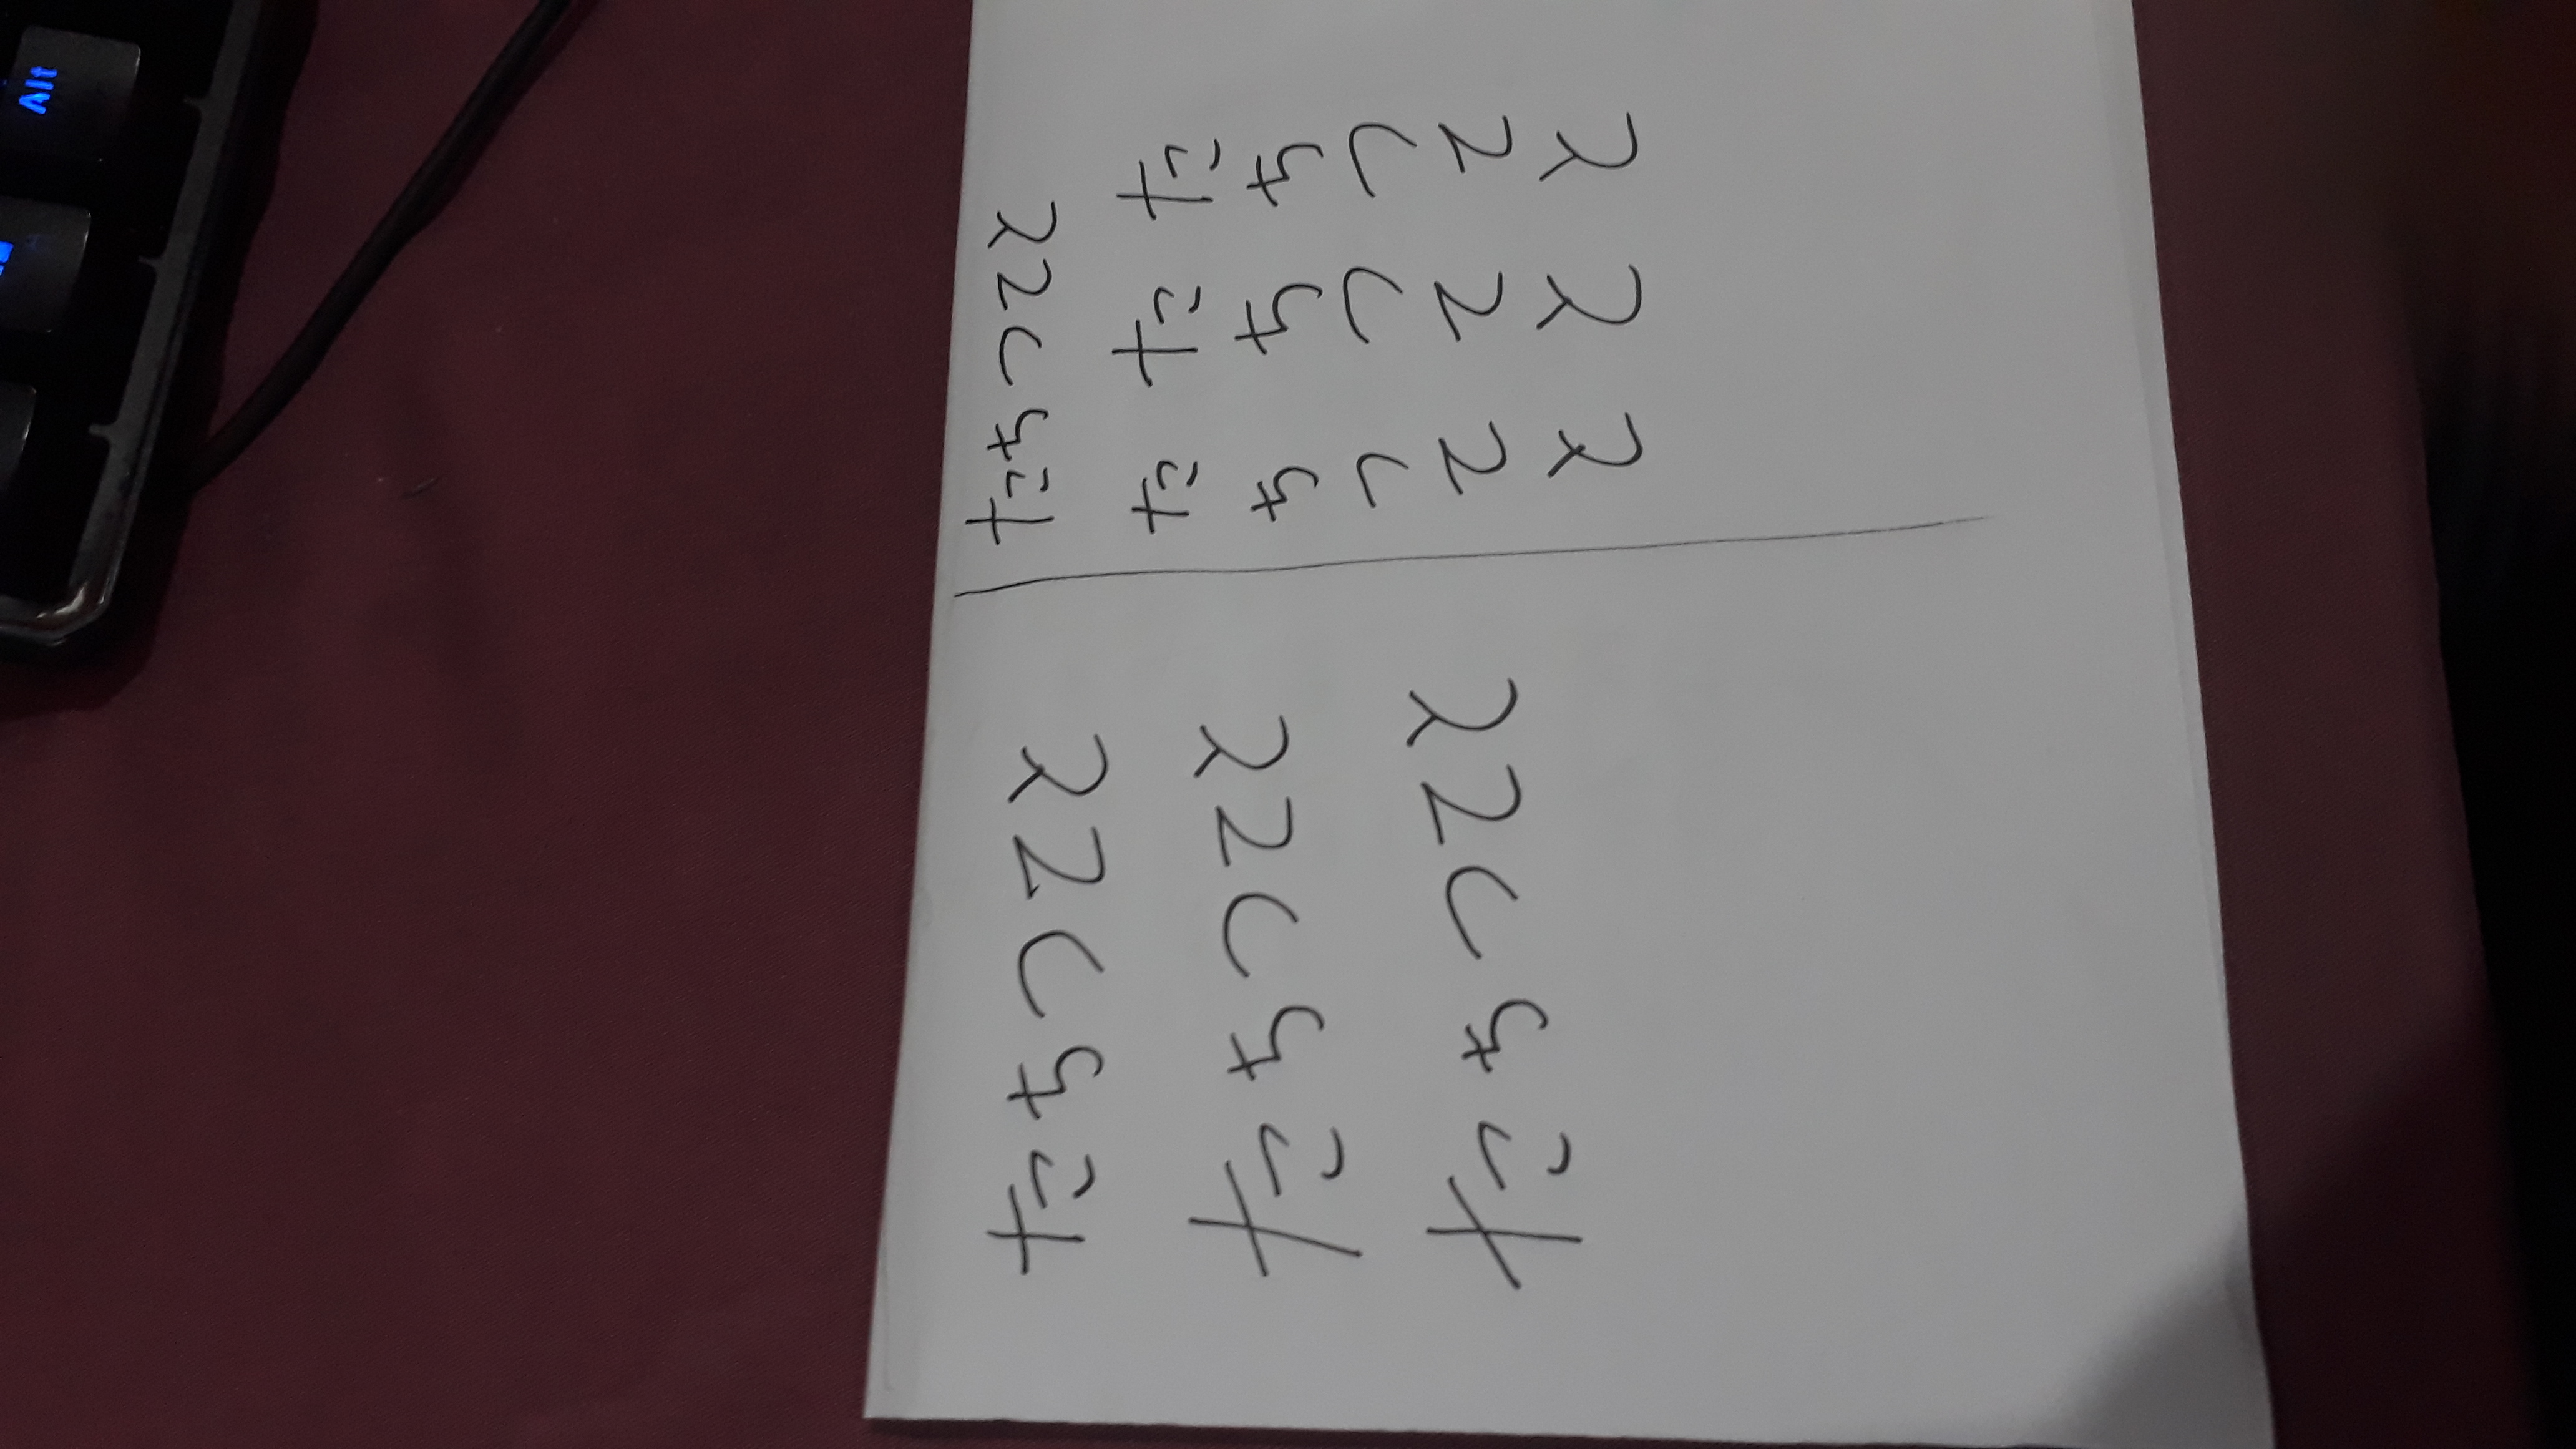 Alt
たちつてと
たちつてと
たちつてと
たちつてと
た た た
ち ち ち
つ つ つ
て て て
と と と